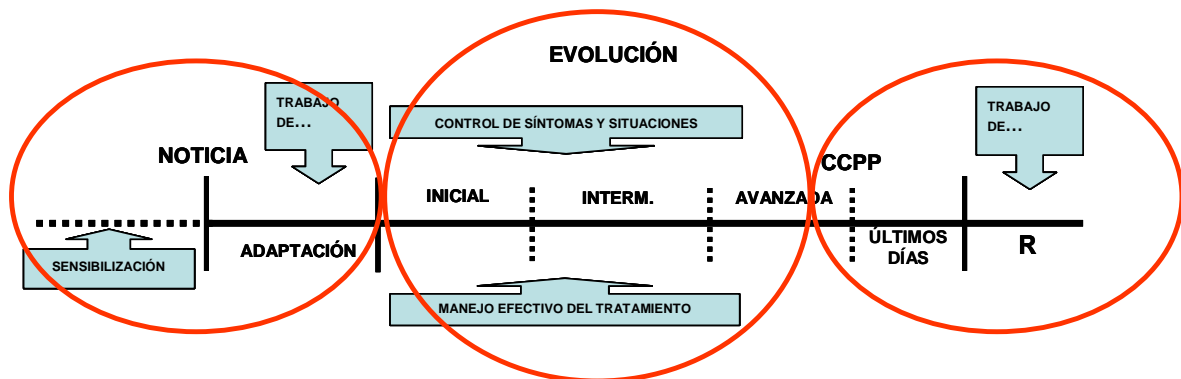 EVOLUCIÓN
TRABAJO
DE...
CONTROL DE SÍNTOMAS Y SITUACIONES
TRABAJO
DE...
NOTICIA
CCPP
INICIAL
INTERM.
AVANZADA
ADAPTACIÓN
ÚLTIMOS
DÍAS
R
SENSIBILIZACIÓN
MANEJO EFECTIVO DEL TRATAMIENTO